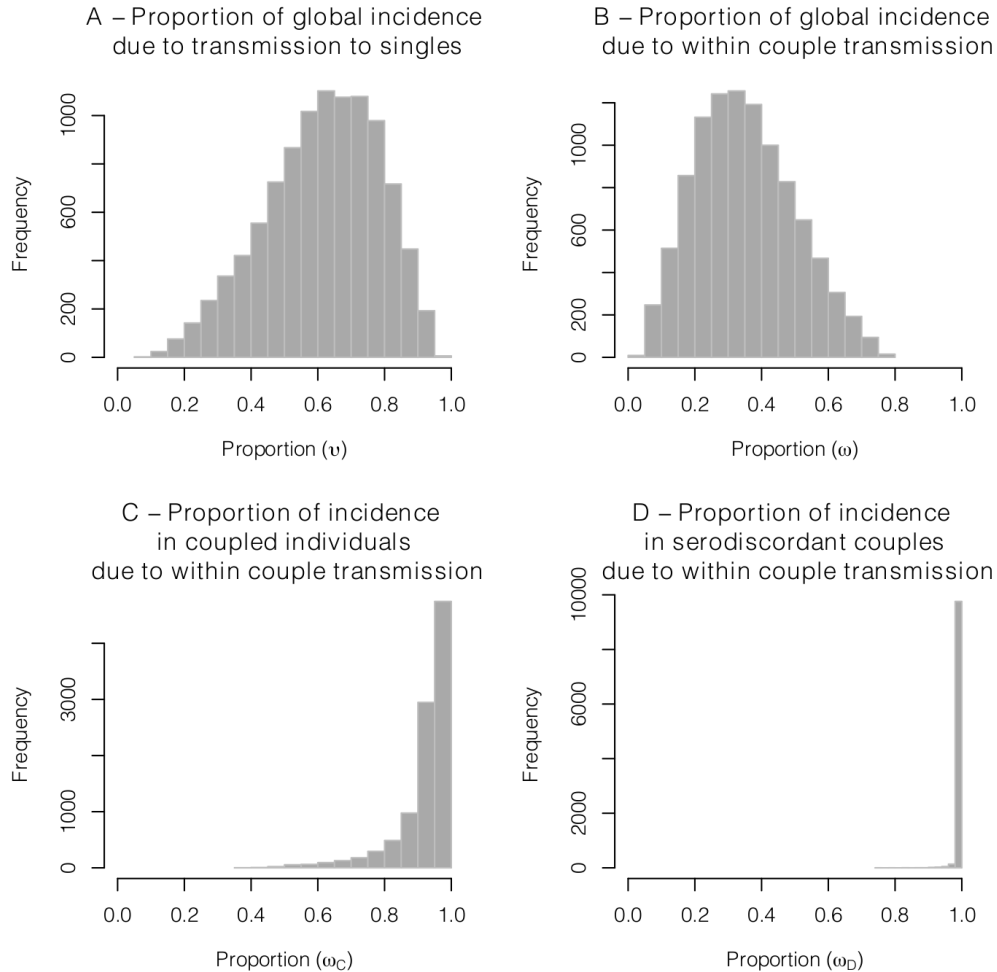 A – Proportion of global incidence
due to transmission to singles
Frequency
0
200
600
1000
0.0 0.2 0.4 0.6 0.8 1.0
Proportion (υ)
B – Proportion of global incidence
due to within couple transmission
Frequency
0
200
600
1000
0.0 0.2 0.4 0.6 0.8 1.0
Proportion (ω)
C – Proportion of incidence
in coupled individuals
due to within couple transmission
Frequency
0
1000
3000
0.0 0.2 0.4 0.6 0.8 1.0
Proportion (ωC)
D – Proportion of incidence
in serodiscordant couples
due to within couple transmission
Frequency
0
2000
6000
10000
0.0 0.2 0.4 0.6 0.8 1.0
Proportion (ωD)